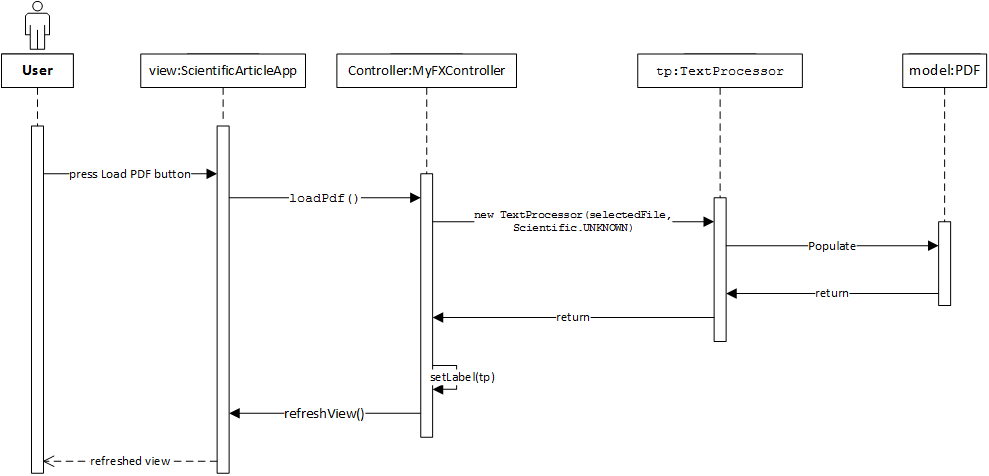 User
view:ScientificArticleApp
Controller:MyFXController
tp:TextProcessor
model:PDF
press Load PDF button
loadPdf()
new TextProcessor(selectedFile,
Scientific.UNKNOWN)
Populate
return
return
setLabel(tp)
refreshView()
refreshed view